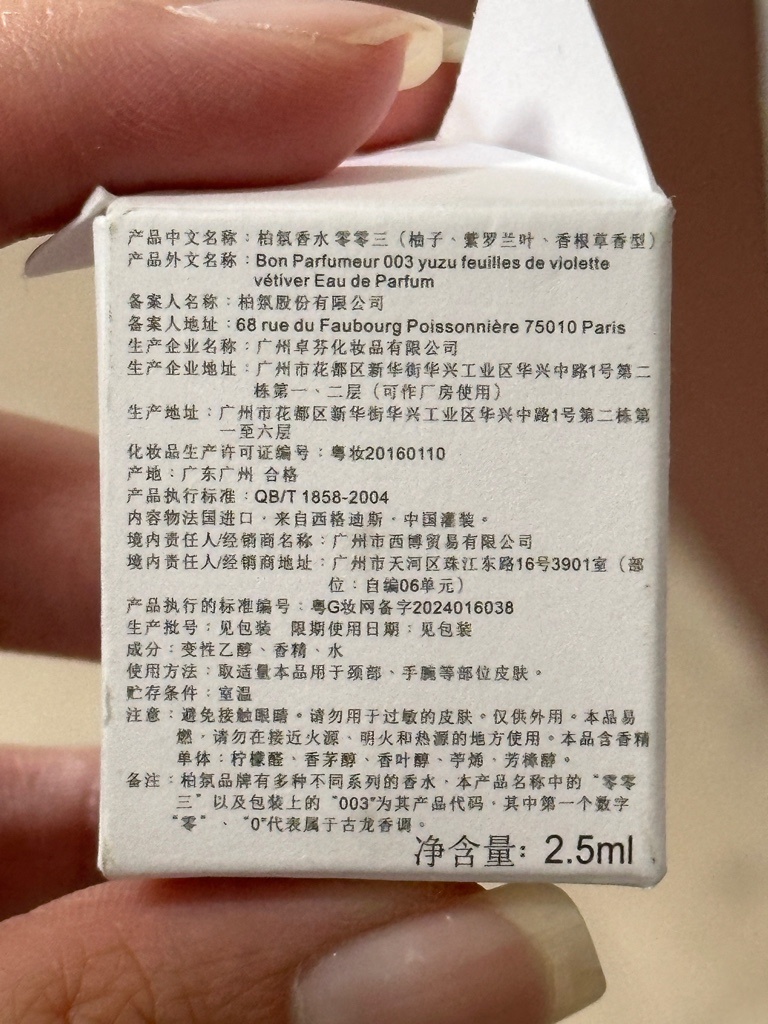 产品中文名称：柏氛香水 零零三（柚子、紫罗兰叶、香根草香型）
产品外文名称：Bon Parfumeur 003 yuzu feuilles de violette
vétiver Eau de Parfum
备案人名称：柏氛股份有限公司
备案人地址：68 rue du Faubourg Poissonnière 75010 Paris
生产企业名称：广州卓芬化妆品有限公司
生产企业地址：广州市花都区新华街华兴工业区华兴中路1号第二
栋第一、二层（可作厂房使用）
生产地址：广州市花都区新华街华兴工业区华兴中路1号第二栋第
一至六层
化妆品生产许可证编号：粤妆20160110
产地：广东广州 合格
产品执行标准：QB/T 1858-2004
内容物法国进口，来自西格迪斯，中国灌装。
境内责任人/经销商名称：广州市西博贸易有限公司
境内责任人/经销商地址：广州市天河区珠江东路16号3901室（部
位：自编06单元）
产品执行的标准编号：粤G妆网备字2024016038
生产批号：见包装 限期使用日期：见包装
成分：变性乙醇、香精、水
使用方法：取适量本品用于颈部、手腕等部位皮肤。
贮存条件：室温
注意：避免接触眼睛。请勿用于过敏的皮肤。仅供外用。本品易
燃，请勿在接近火源、明火和热源的地方使用。本品含香精
单体：柠檬醛、香茅醇、香叶醇、苧烯、芳樟醇。
备注：柏氛品牌有多种不同系列的香水，本产品名称中的“零零
三”以及包装上的“003”为其产品代码，其中第一个数字
“零”、“0”代表属于古龙香调。
净含量：2.5ml